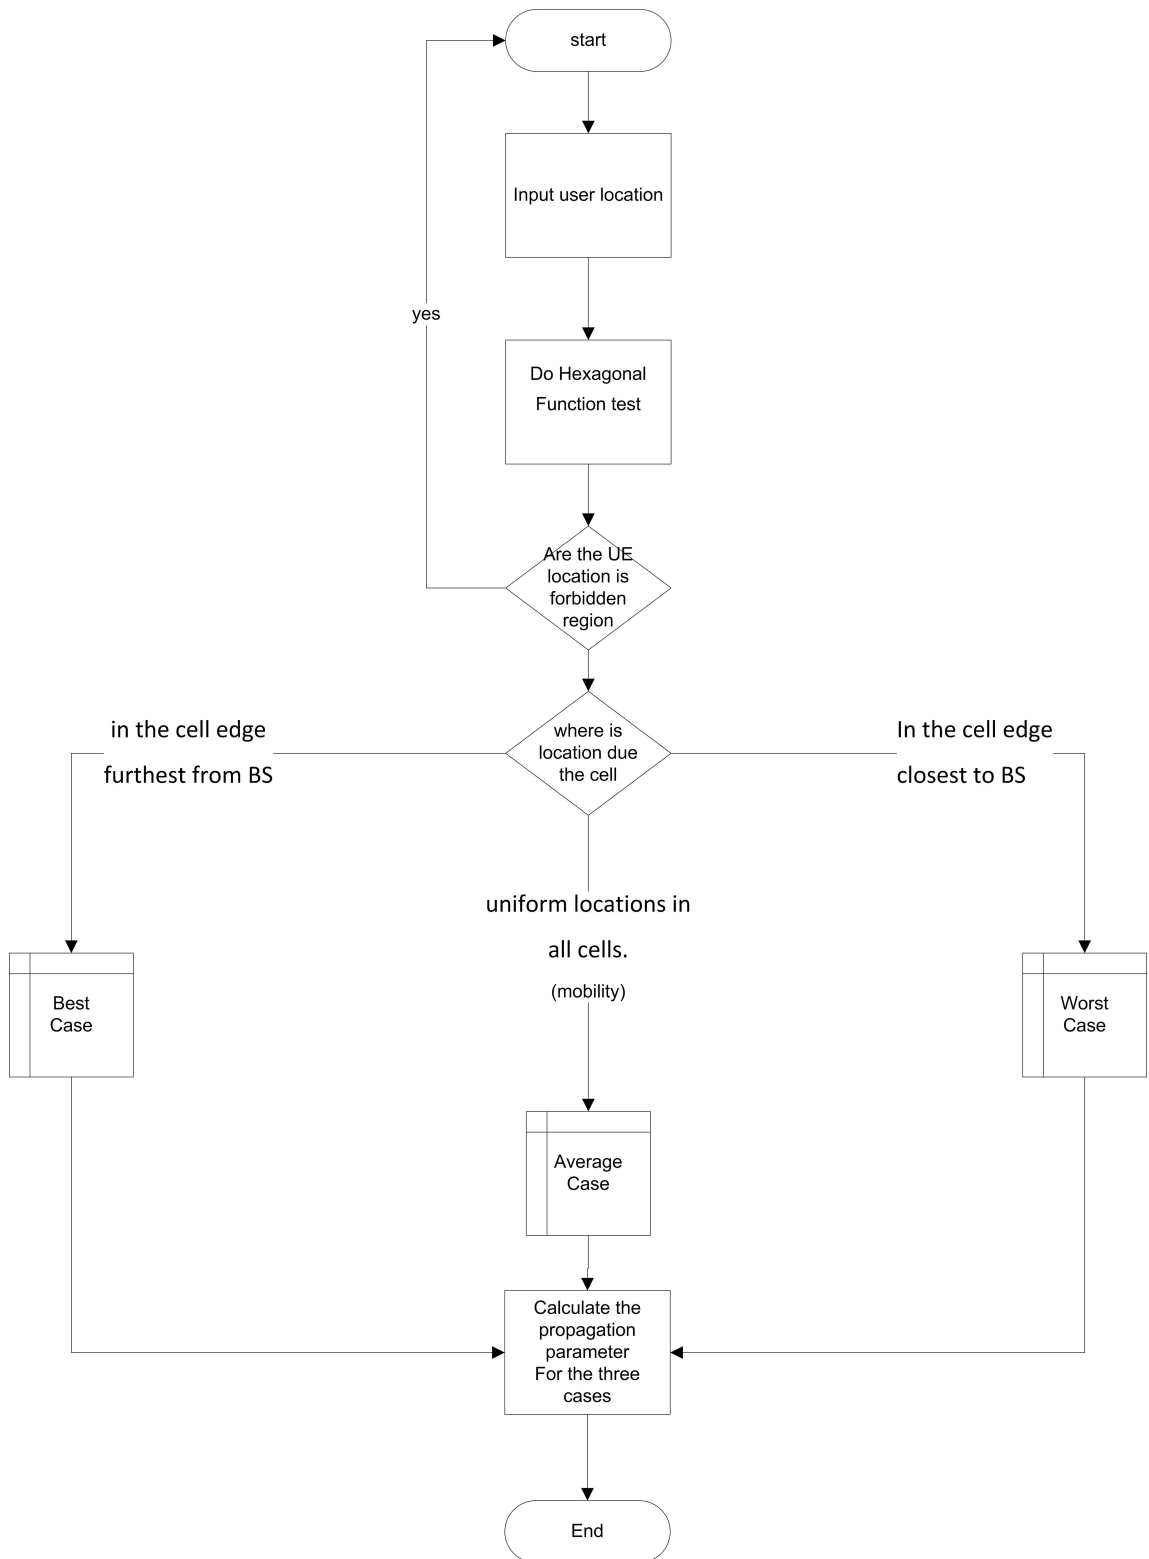 start
Input user location
yes
Do Hexagonal
Function test
Are the UE
location is
forbidden
region
in the cell edge
furthest from BS
where is
location due
the cell
In the cell edge
closest to BS
uniform locations in
all cells.
(mobility)
Best
Case
Worst
Case
Average
Case
Calculate the
propagation
parameter
For the three
cases
End